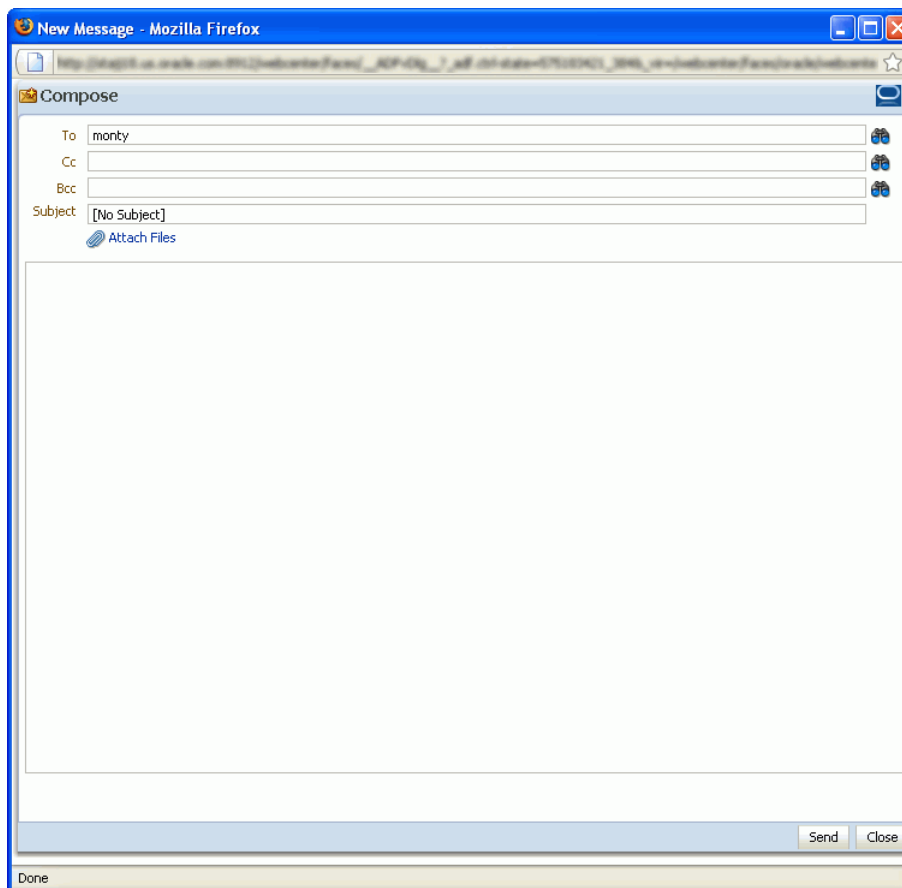 New Message - Mozilla Firefox
Compose
To monty
Cc
Bcc
Subject [No Subject]
Attach Files
Send Close
Done